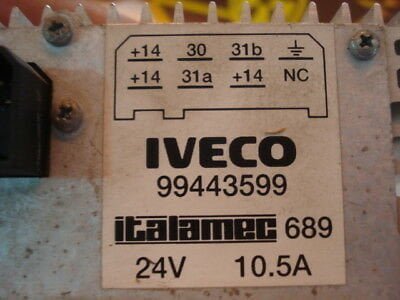 +14 30 31b ⏚
+14 31a +14 NC
IVECO
99443599
italamec 689
24V 10.5A